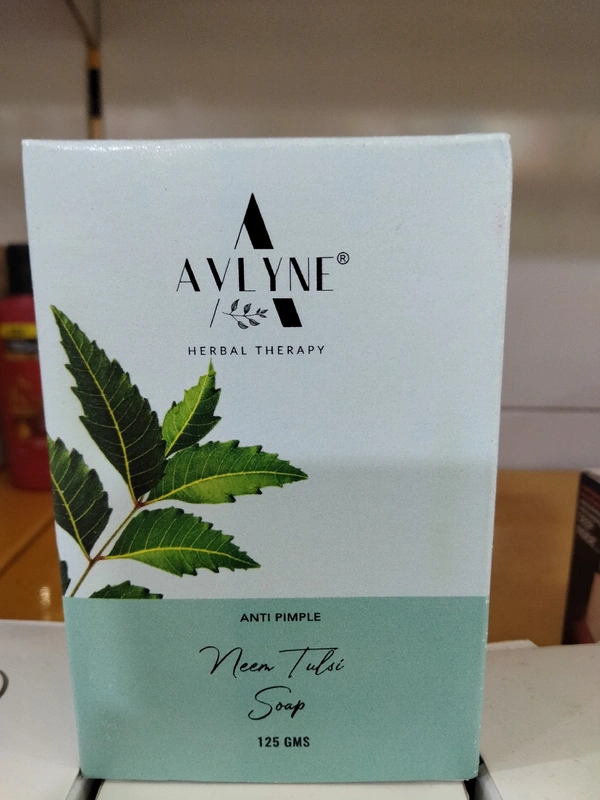 AVLYNE®
HERBAL THERAPY
ANTI PIMPLE
Neem Tulsi
Soap
125 GMS